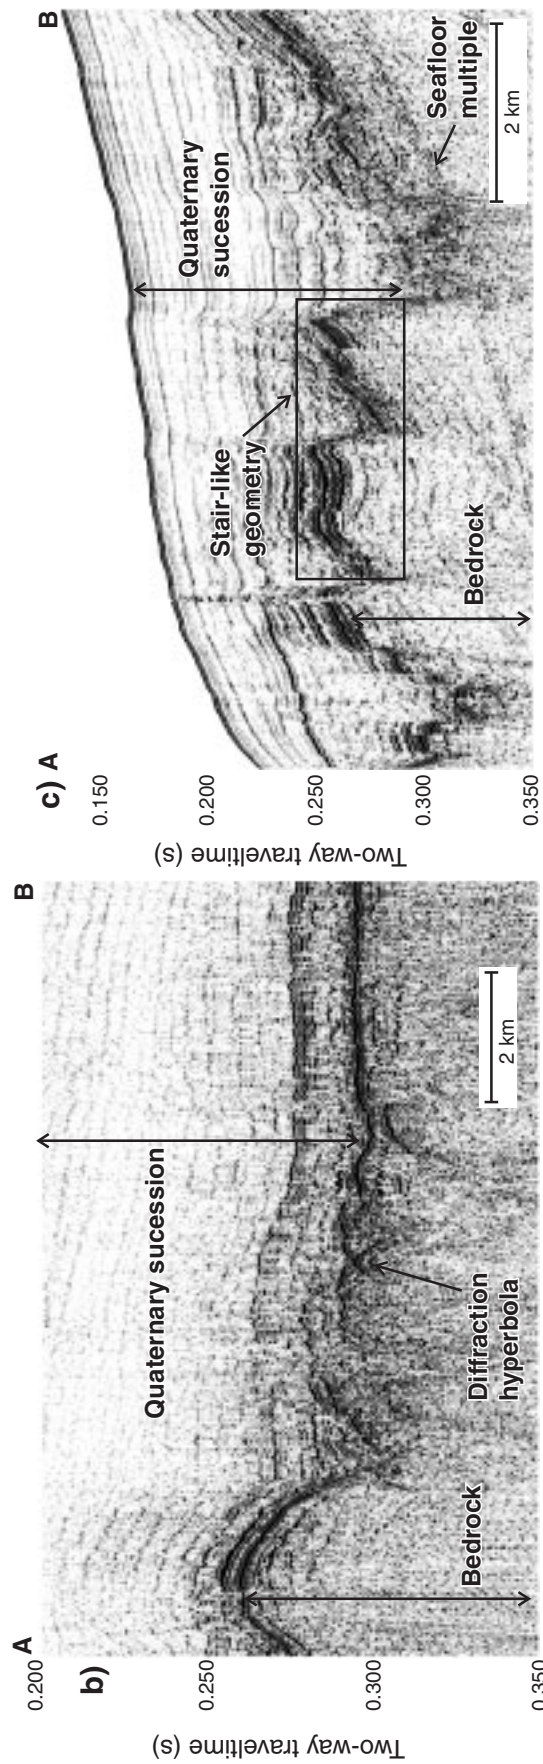 b)
A
B
0.200
0.250
0.300
0.350
Two-way traveltime (s)
Quaternary sucession
Diffraction
hyperbola
Bedrock
2 km
c)
A
B
0.150
0.200
0.250
0.300
0.350
Two-way traveltime (s)
Quaternary
sucession
Stair-like
geometry
Seafloor
multiple
Bedrock
2 km